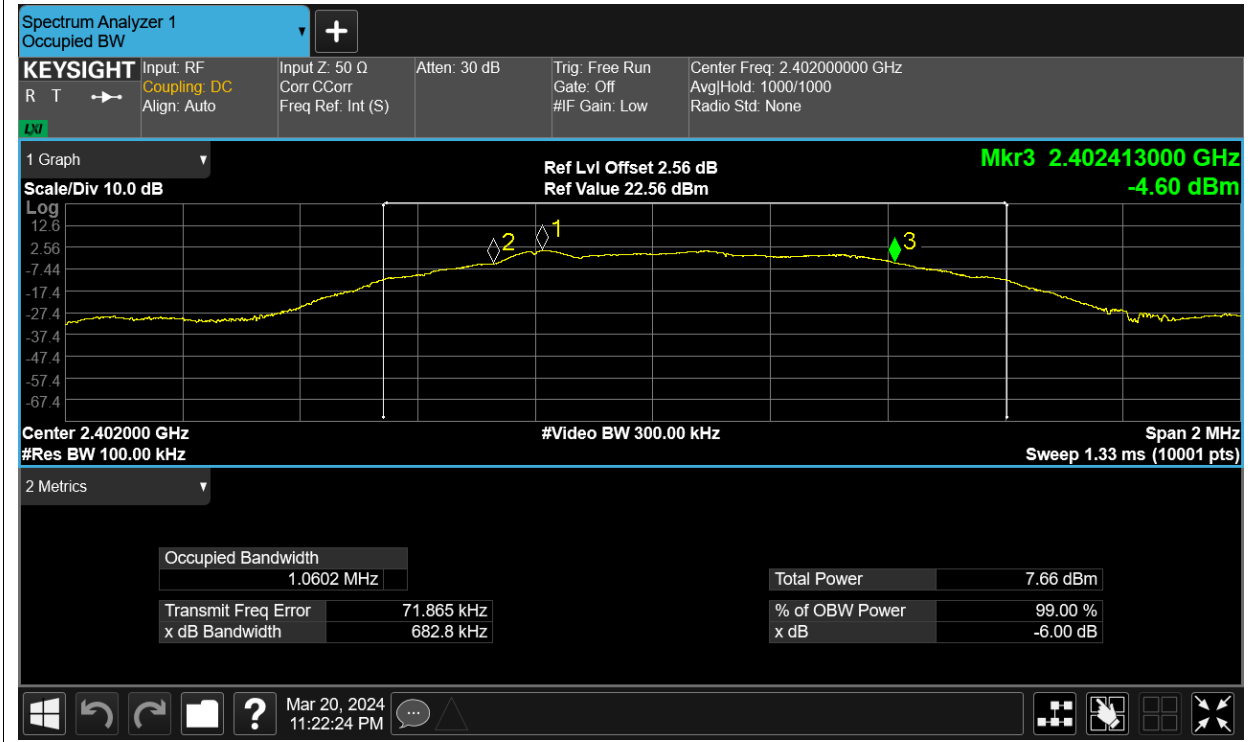 Spectrum Analyzer 1
Occupied BW
KEYSIGHT
R T
LXI
Input: RF
Coupling: DC
Align: Auto
Input Z: 50 Ω
Corr CCorr
Freq Ref: Int (S)
Atten: 30 dB
Trig: Free Run
Gate: Off
#IF Gain: Low
Center Freq: 2.402000000 GHz
Avg|Hold: 1000/1000
Radio Std: None
1 Graph
Scale/Div 10.0 dB
Ref Lvl Offset 2.56 dB
Ref Value 22.56 dBm
Mkr3 2.402413000 GHz
-4.60 dBm
Log
12.6
2.56
-7.44
-17.4
-27.4
-37.4
-47.4
-57.4
-67.4
2
1
3
Center 2.402000 GHz
#Video BW 300.00 kHz
Span 2 MHz
#Res BW 100.00 kHz
Sweep 1.33 ms (10001 pts)
2 Metrics
Occupied Bandwidth
1.0602 MHz
Transmit Freq Error 71.865 kHz
x dB Bandwidth 682.8 kHz
Total Power 7.66 dBm
% of OBW Power 99.00 %
x dB -6.00 dB
?
Mar 20, 2024
11:22:24 PM